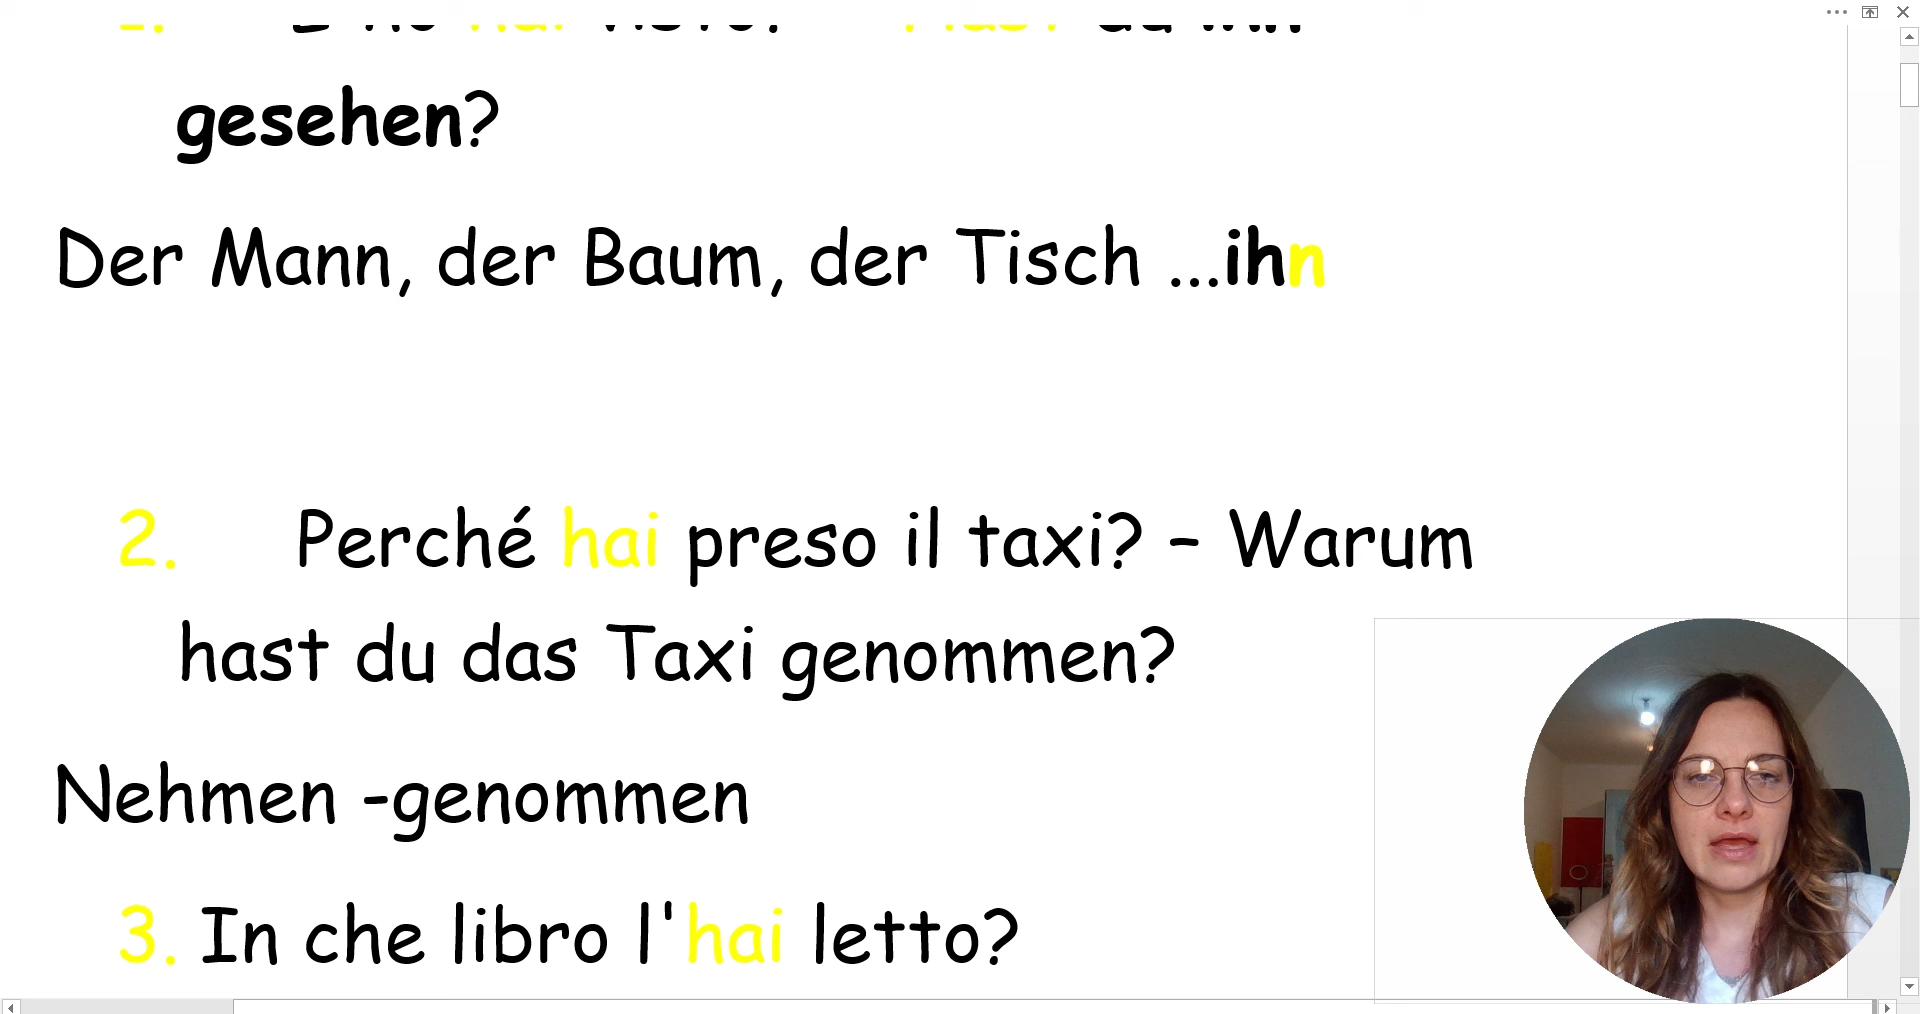 gesehen?
Der Mann, der Baum, der Tisch ...ihn
2. Perché hai preso il taxi? – Warum
hast du das Taxi genommen?
Nehmen -genommen
3. In che libro l'hai letto?